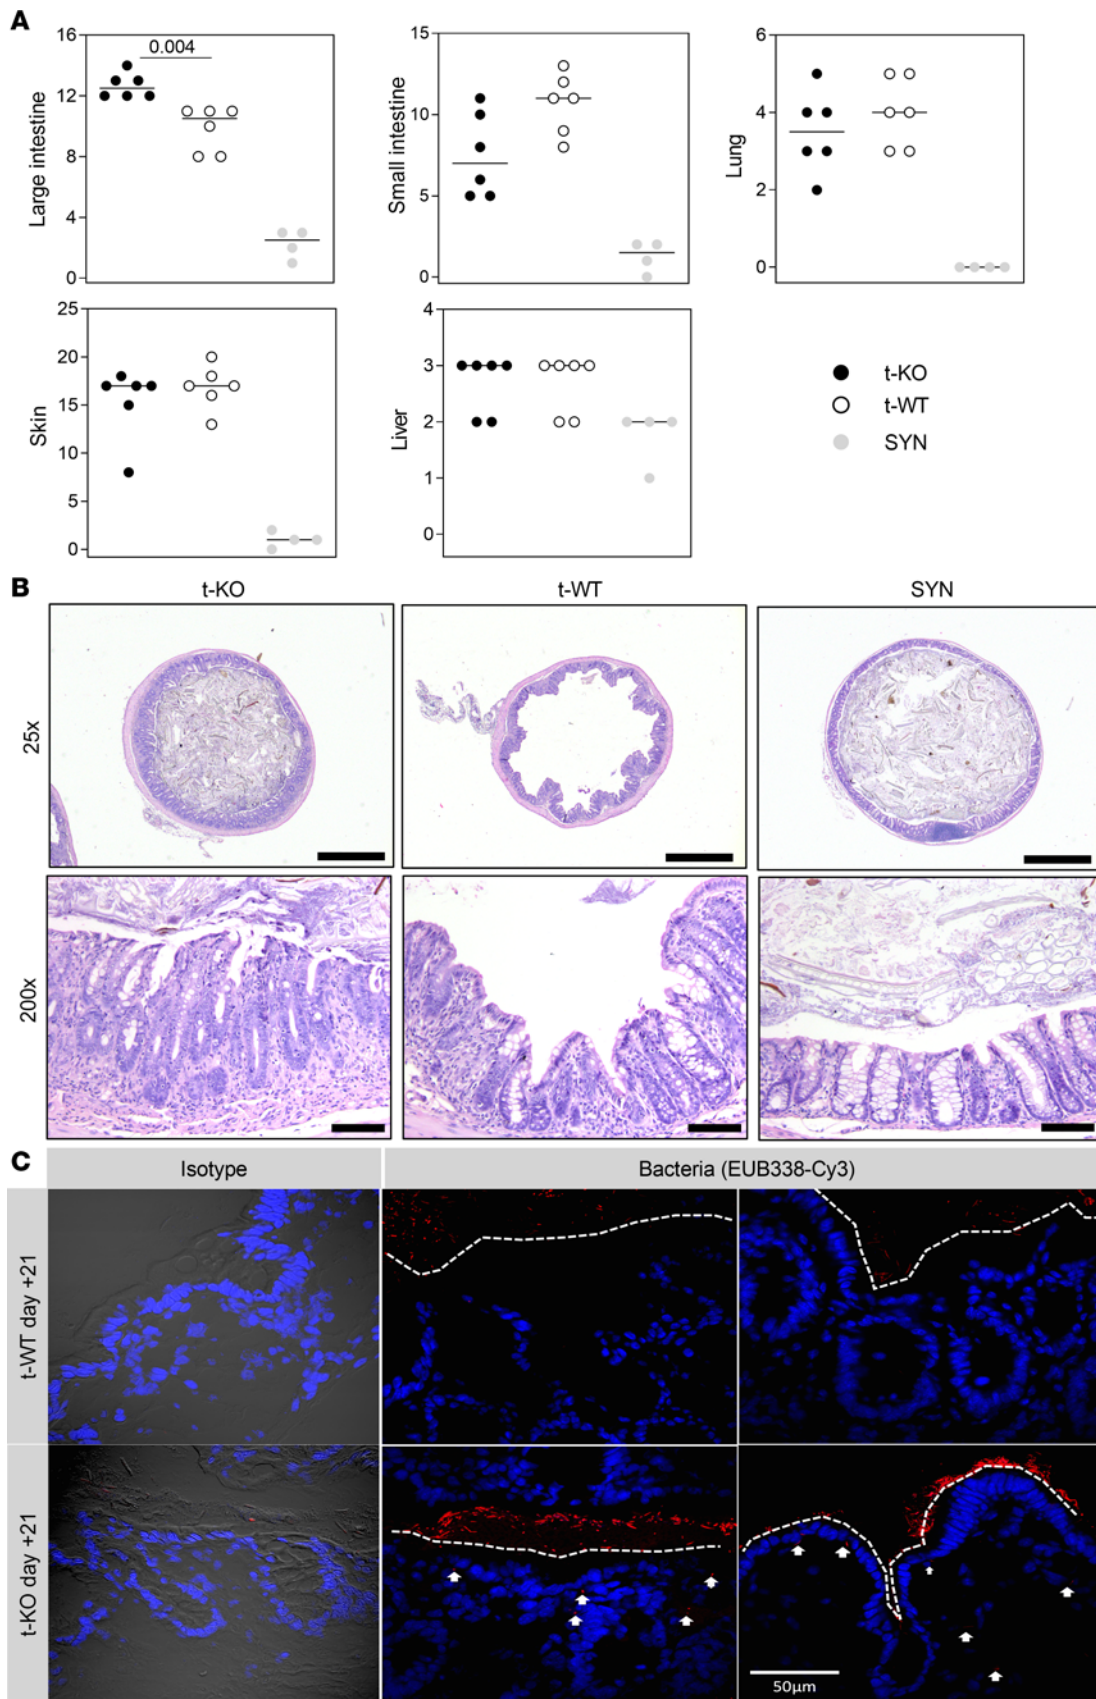 A
Large intestine
16
12
8
4
0
0.004
Small intestine
15
10
5
0
Lung
6
4
2
0
Skin
25
20
15
10
5
0
Liver
4
3
2
1
0
t-KO
t-WT
SYN
B
t-KO
t-WT
SYN
25x
200x
C
Isotype
Bacteria (EUB338-Cy3)
t-WT day +21
t-KO day +21
50µm